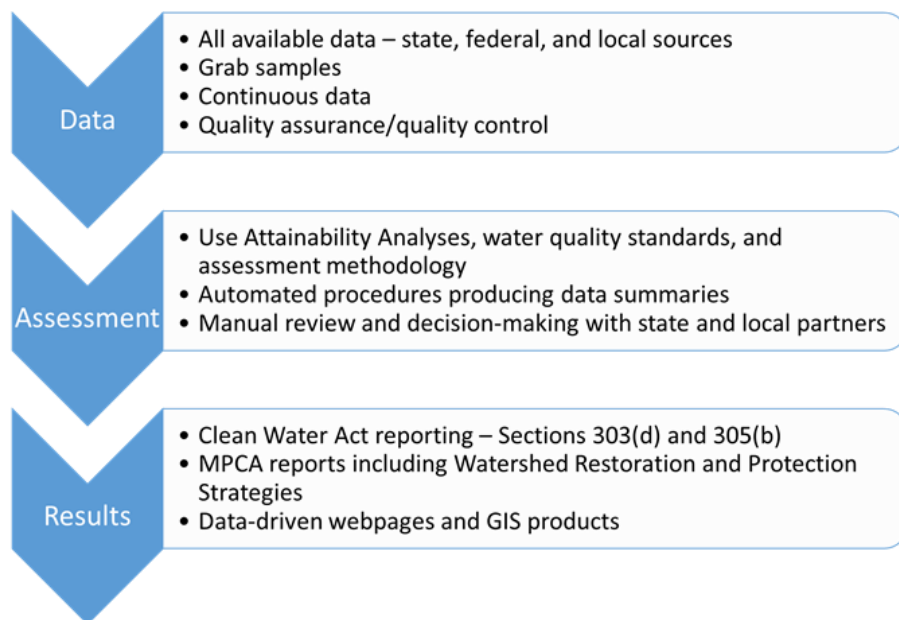 Data
• All available data – state, federal, and local sources
• Grab samples
• Continuous data
• Quality assurance/quality control
Assessment
• Use Attainability Analyses, water quality standards, and
assessment methodology
• Automated procedures producing data summaries
• Manual review and decision-making with state and local partners
Results
• Clean Water Act reporting – Sections 303(d) and 305(b)
• MPCA reports including Watershed Restoration and Protection
Strategies
• Data-driven webpages and GIS products